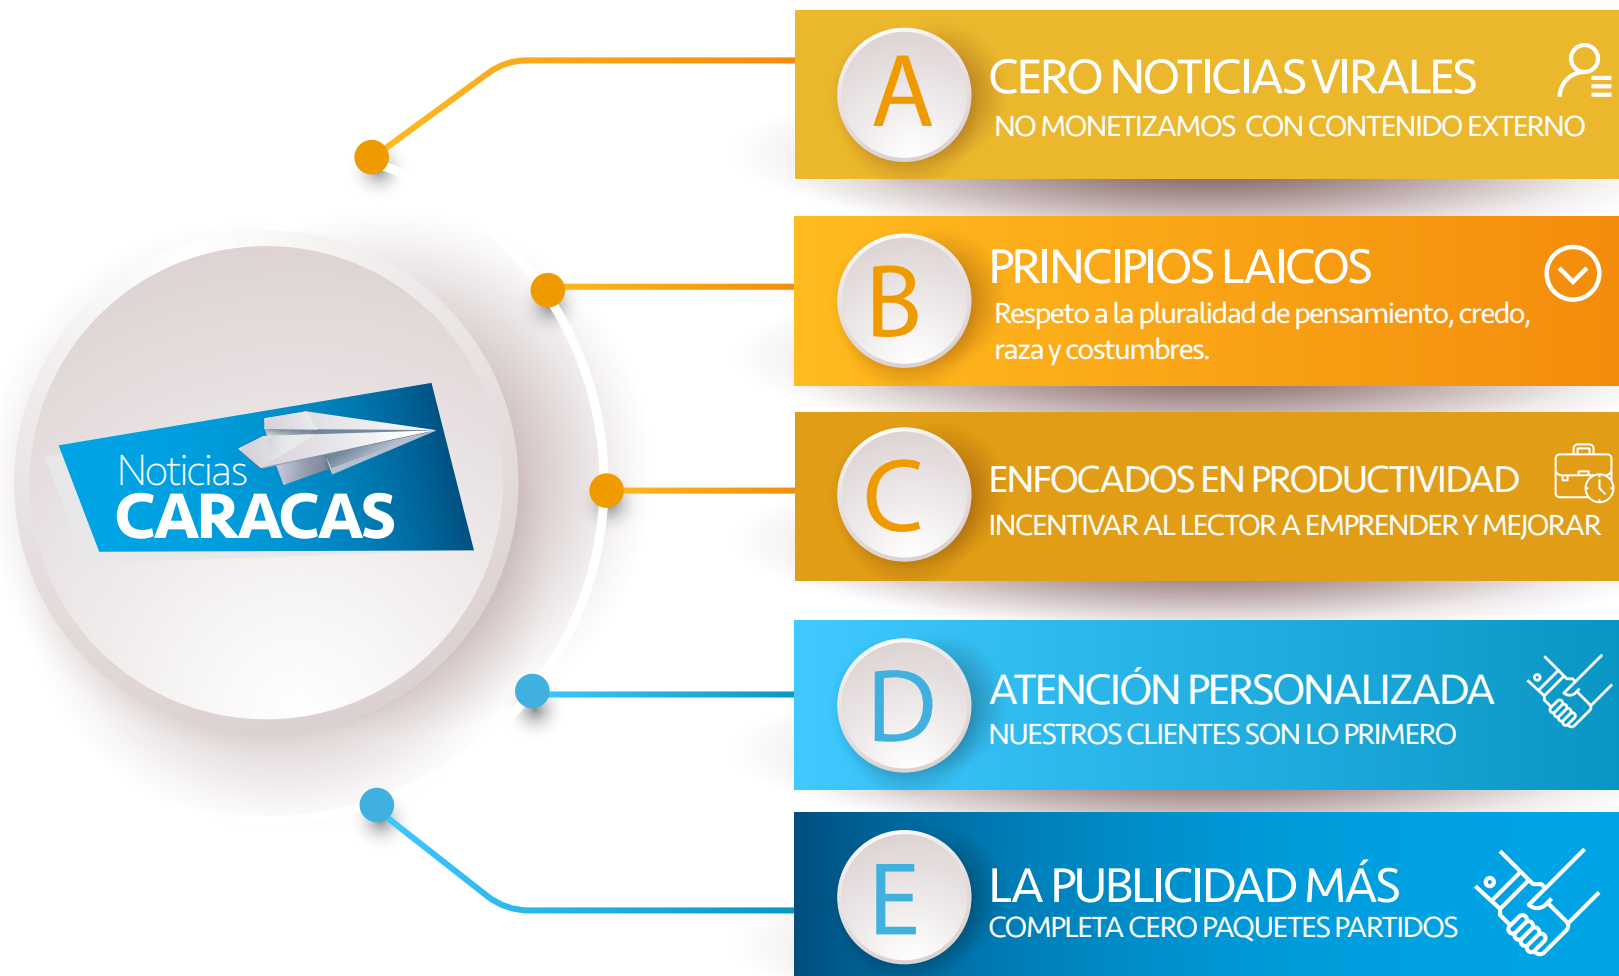 Noticias
CARACAS
A
CERO NOTICIAS VIRALES
NO MONETIZAMOS CON CONTENIDO EXTERNO
B
PRINCIPIOS LAICOS
Respeto a la pluralidad de pensamiento, credo,
raza y costumbres.
C
ENFOCADOS EN PRODUCTIVIDAD
INCENTIVAR AL LECTOR A EMPRENDER Y MEJORAR
D
ATENCIÓN PERSONALIZADA
NUESTROS CLIENTES SON LO PRIMERO
E
LA PUBLICIDAD MÁS
COMPLETA CERO PAQUETES PARTIDOS